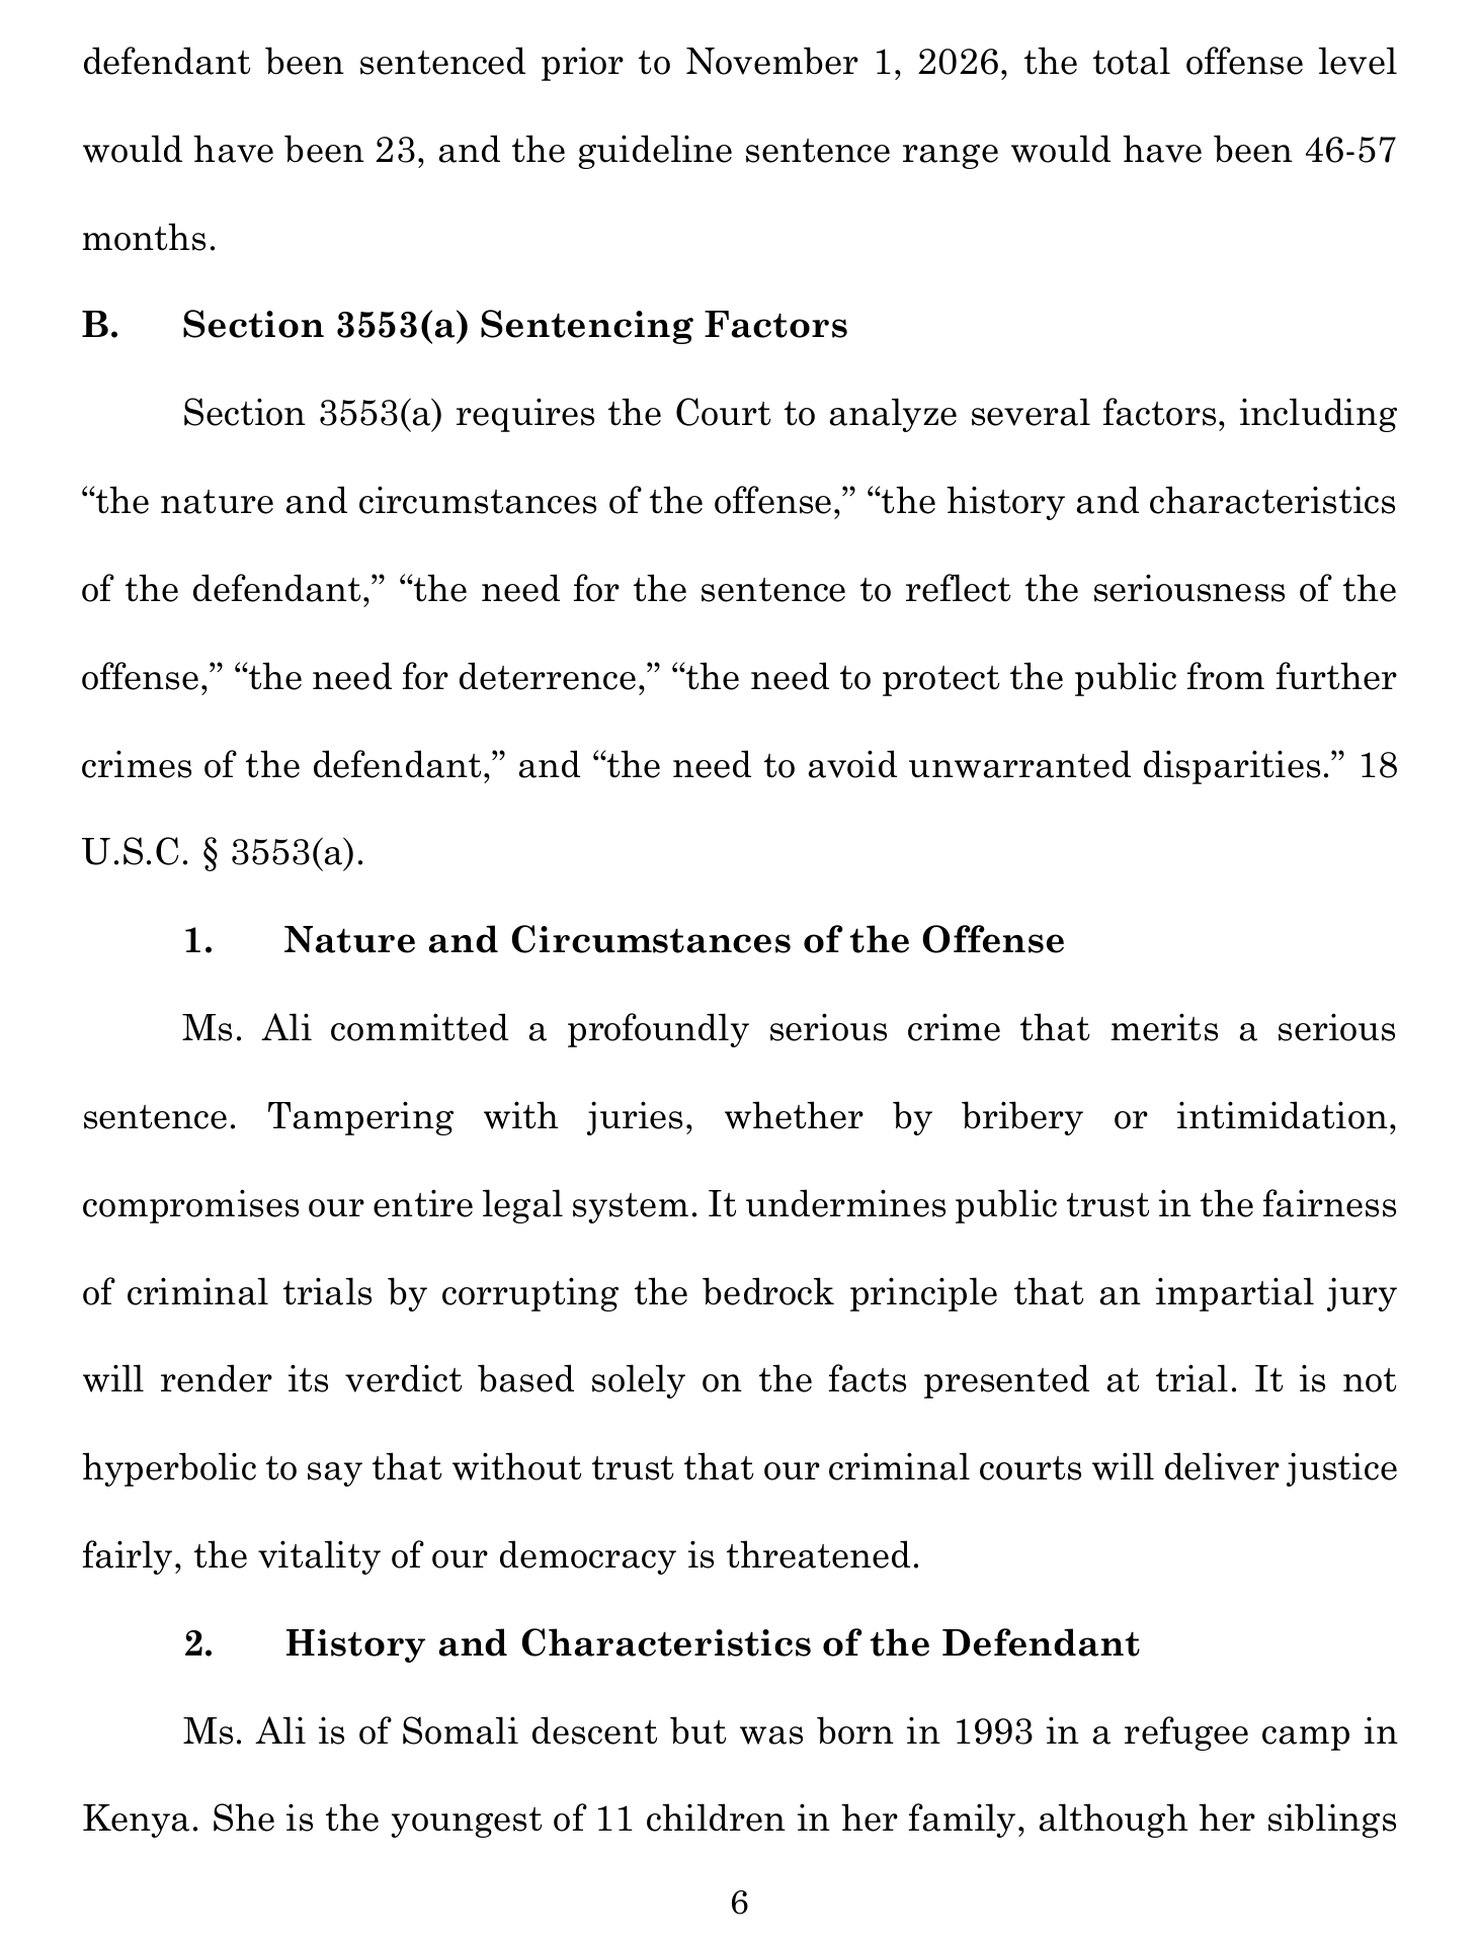 defendant been sentenced prior to November 1, 2026, the total offense level
would have been 23, and the guideline sentence range would have been 46-57
months.
B. Section 3553(a) Sentencing Factors
Section 3553(a) requires the Court to analyze several factors, including
“the nature and circumstances of the offense,” “the history and characteristics
of the defendant,” “the need for the sentence to reflect the seriousness of the
offense,” “the need for deterrence,” “the need to protect the public from further
crimes of the defendant,” and “the need to avoid unwarranted disparities.” 18
U.S.C. § 3553(a).
1. Nature and Circumstances of the Offense
Ms. Ali committed a profoundly serious crime that merits a serious
sentence. Tampering with juries, whether by bribery or intimidation,
compromises our entire legal system. It undermines public trust in the fairness
of criminal trials by corrupting the bedrock principle that an impartial jury
will render its verdict based solely on the facts presented at trial. It is not
hyperbolic to say that without trust that our criminal courts will deliver justice
fairly, the vitality of our democracy is threatened.
2. History and Characteristics of the Defendant
Ms. Ali is of Somali descent but was born in 1993 in a refugee camp in
Kenya. She is the youngest of 11 children in her family, although her siblings
6